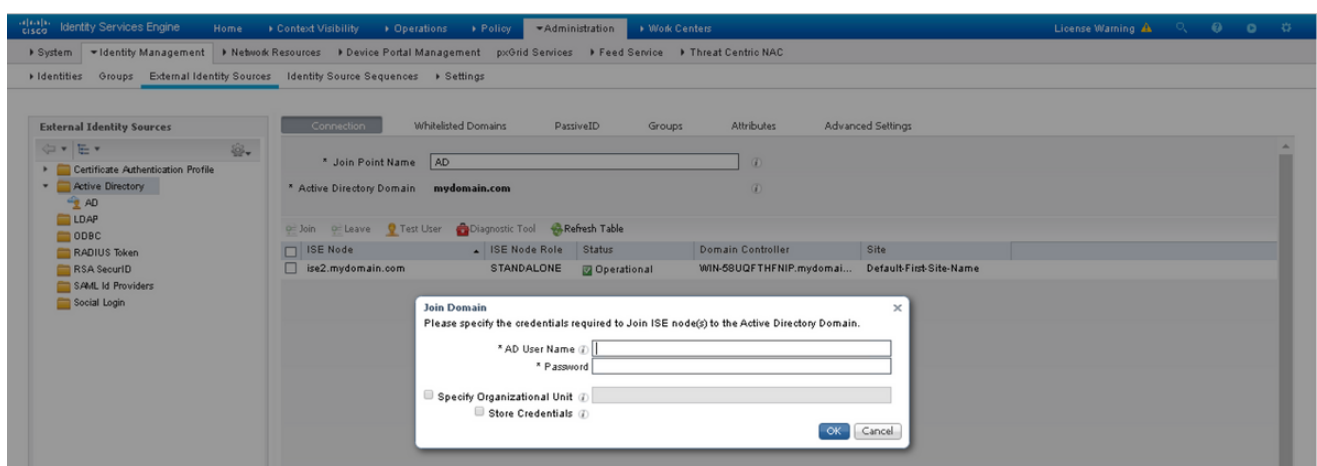 cisco Identity Services Engine Home Context Visibility Operations Policy Administration Work Centers License Warning
System Identity Management Network Resources Device Portal Management pxGrid Services Feed Service Threat Centric NAC
Identities Groups External Identity Sources Identity Source Sequences Settings
External Identity Sources
Certificate Authentication Profile
Active Directory
AD
LDAP
ODBC
RADIUS Token
RSA SecurID
SAML Id Providers
Social Login
Connection Whitelisted Domains PassiveID Groups Attributes Advanced Settings
* Join Point Name AD
* Active Directory Domain mydomain.com
Join Leave Test User Diagnostic Tool Refresh Table
ISE Node ISE Node Role Status Domain Controller Site
ise2.mydomain.com STANDALONE Operational WIN-58UQFTHFNIP.mydomai... Default-First-Site-Name
Join Domain
Please specify the credentials required to Join ISE node(s) to the Active Directory Domain.
* AD User Name
* Password
Specify Organizational Unit
Store Credentials
OK Cancel